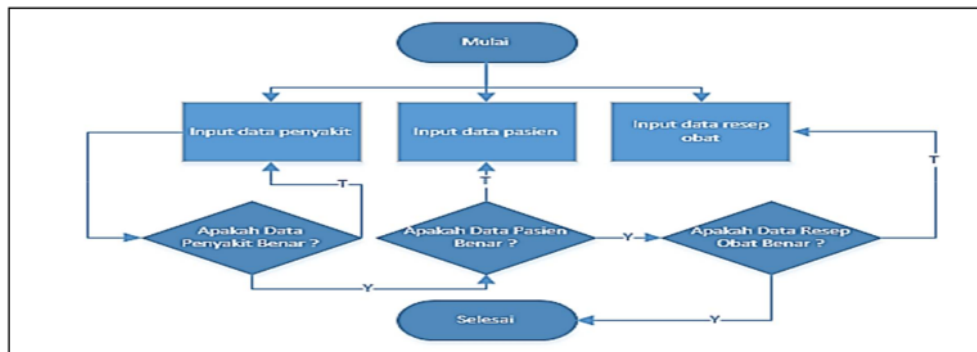 Mulai
Input data penyakit
Input data pasien
Input data resep
obat
T
T
T
Apakah Data
Penyakit Benar ?
Apakah Data Pasien
Benar ?
Y
Apakah Data Resep
Obat Benar ?
Y
Selesai
Y